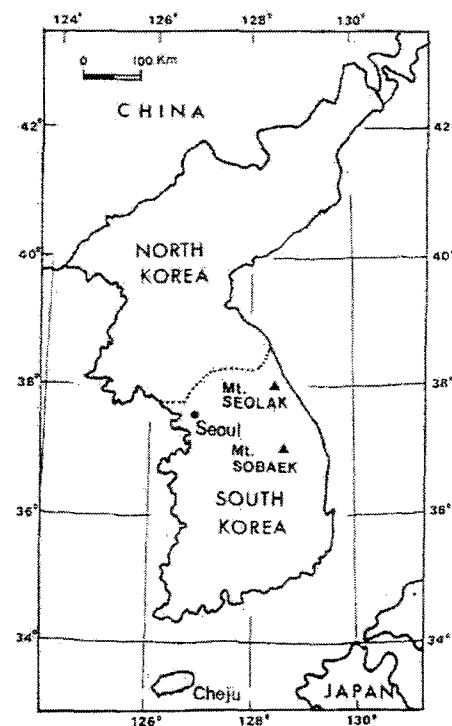 124° 126° 128° 130°
0 100 Km
CHINA
42° 42°
NORTH
KOREA
40° 40°
38° 38°
Mt.
SEOLAK
Seoul
Mt.
SOBAEK
SOUTH
KOREA
36° 36°
34° 34°
Cheju
JAPAN
126° 128° 130°